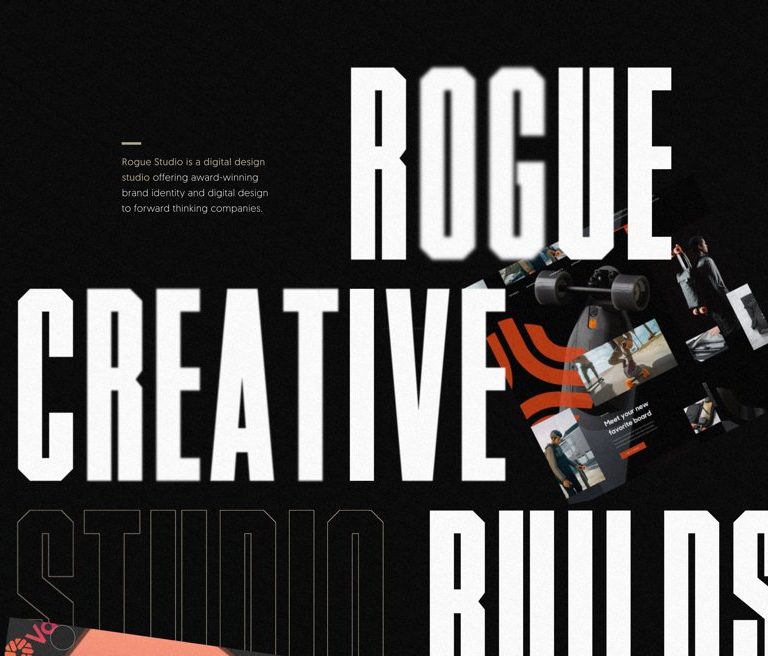 ROGUE
Rogue Studio is a digital design
studio offering award-winning
brand identity and digital design
to forward thinking companies.
CREATIVE
Meet your new
favorite board
STUDIO BUILDS